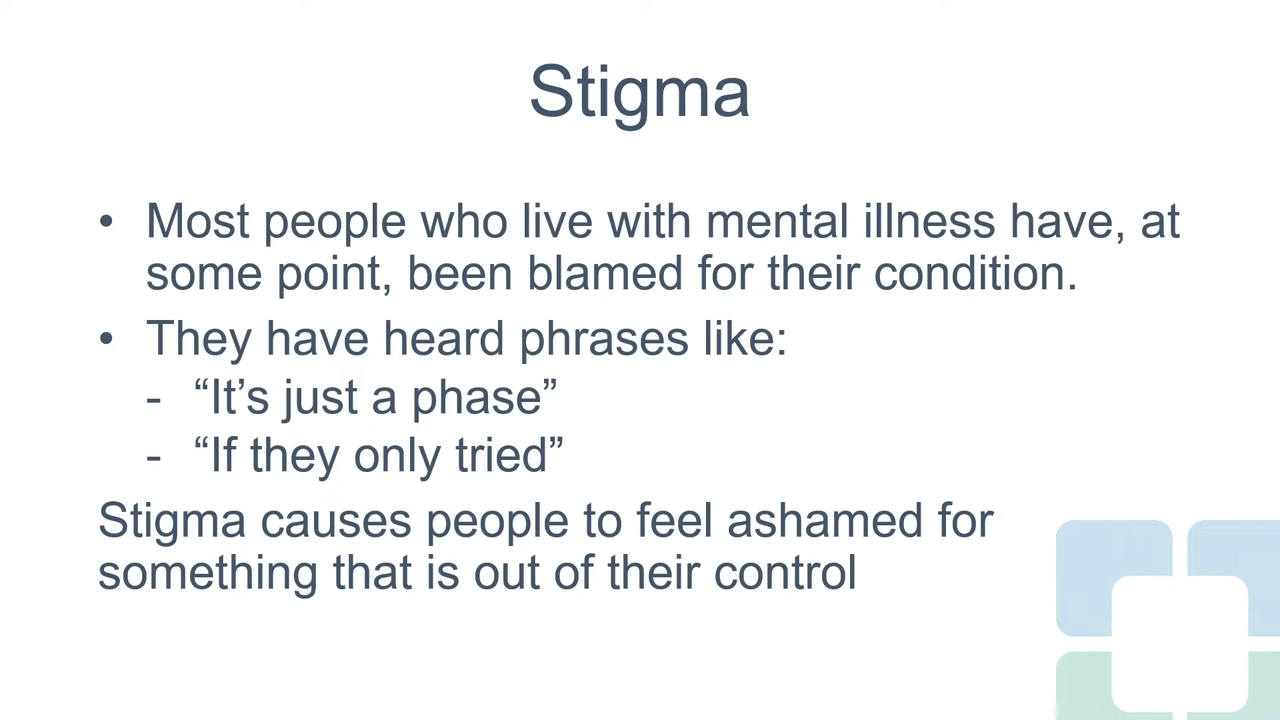 Stigma
• Most people who live with mental illness have, at
some point, been blamed for their condition.
• They have heard phrases like:
- “It’s just a phase”
- “If they only tried”
Stigma causes people to feel ashamed for
something that is out of their control